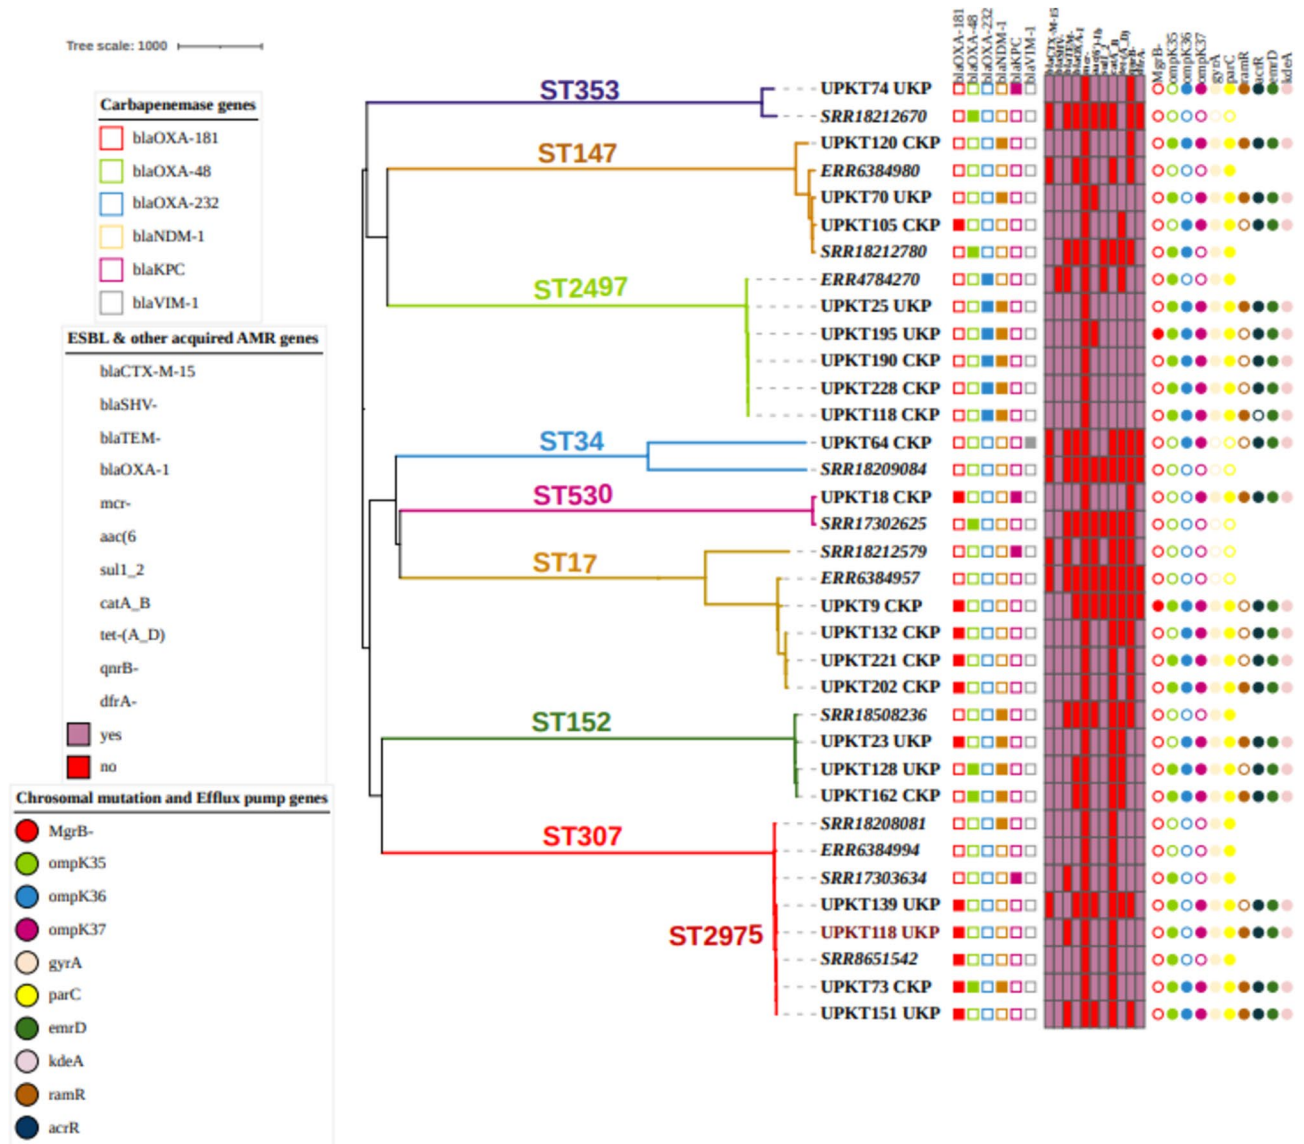 Tree scale: 1000
Carbapenemase genes
blaOXA-181
blaOXA-48
blaOXA-232
blaNDM-1
blaKPC
blaVIM-1
ESBL & other acquired AMR genes
blaCTX-M-15
blaSHV-
blaTEM-
blaOXA-1
mcr-
aac(6
sul1_2
catA_B
tet-(A_D)
qnrB-
dfrA-
yes
no
Chrosomal mutation and Efflux pump genes
MgrB-
ompK35
ompK36
ompK37
gyrA
parC
emrD
kdeA
ramR
acrR
ST353
ST147
ST2497
ST34
ST530
ST17
ST152
ST307
ST2975
blaOXA-181
blaOXA-48
blaOXA-232
blaNDM-1
blaKPC
blaVIM-1
blaCTX-M-15
MgrB-
ompK35
ompK36
ompK37
gyrA
parC
ramR
acrR
emrD
kdeA
UPKT74 UKP
SRR18212670
UPKT120 CKP
ERR6384980
UPKT70 UKP
UPKT105 CKP
SRR18212780
ERR4784270
UPKT25 UKP
UPKT195 UKP
UPKT190 CKP
UPKT228 CKP
UPKT118 CKP
UPKT64 CKP
SRR18209084
UPKT18 CKP
SRR17302625
SRR18212579
ERR6384957
UPKT9 CKP
UPKT132 CKP
UPKT221 CKP
UPKT202 CKP
SRR18508236
UPKT23 UKP
UPKT128 UKP
UPKT162 CKP
SRR18208081
ERR6384994
SRR17303634
UPKT139 UKP
UPKT118 UKP
SRR8651542
UPKT73 CKP
UPKT151 UKP